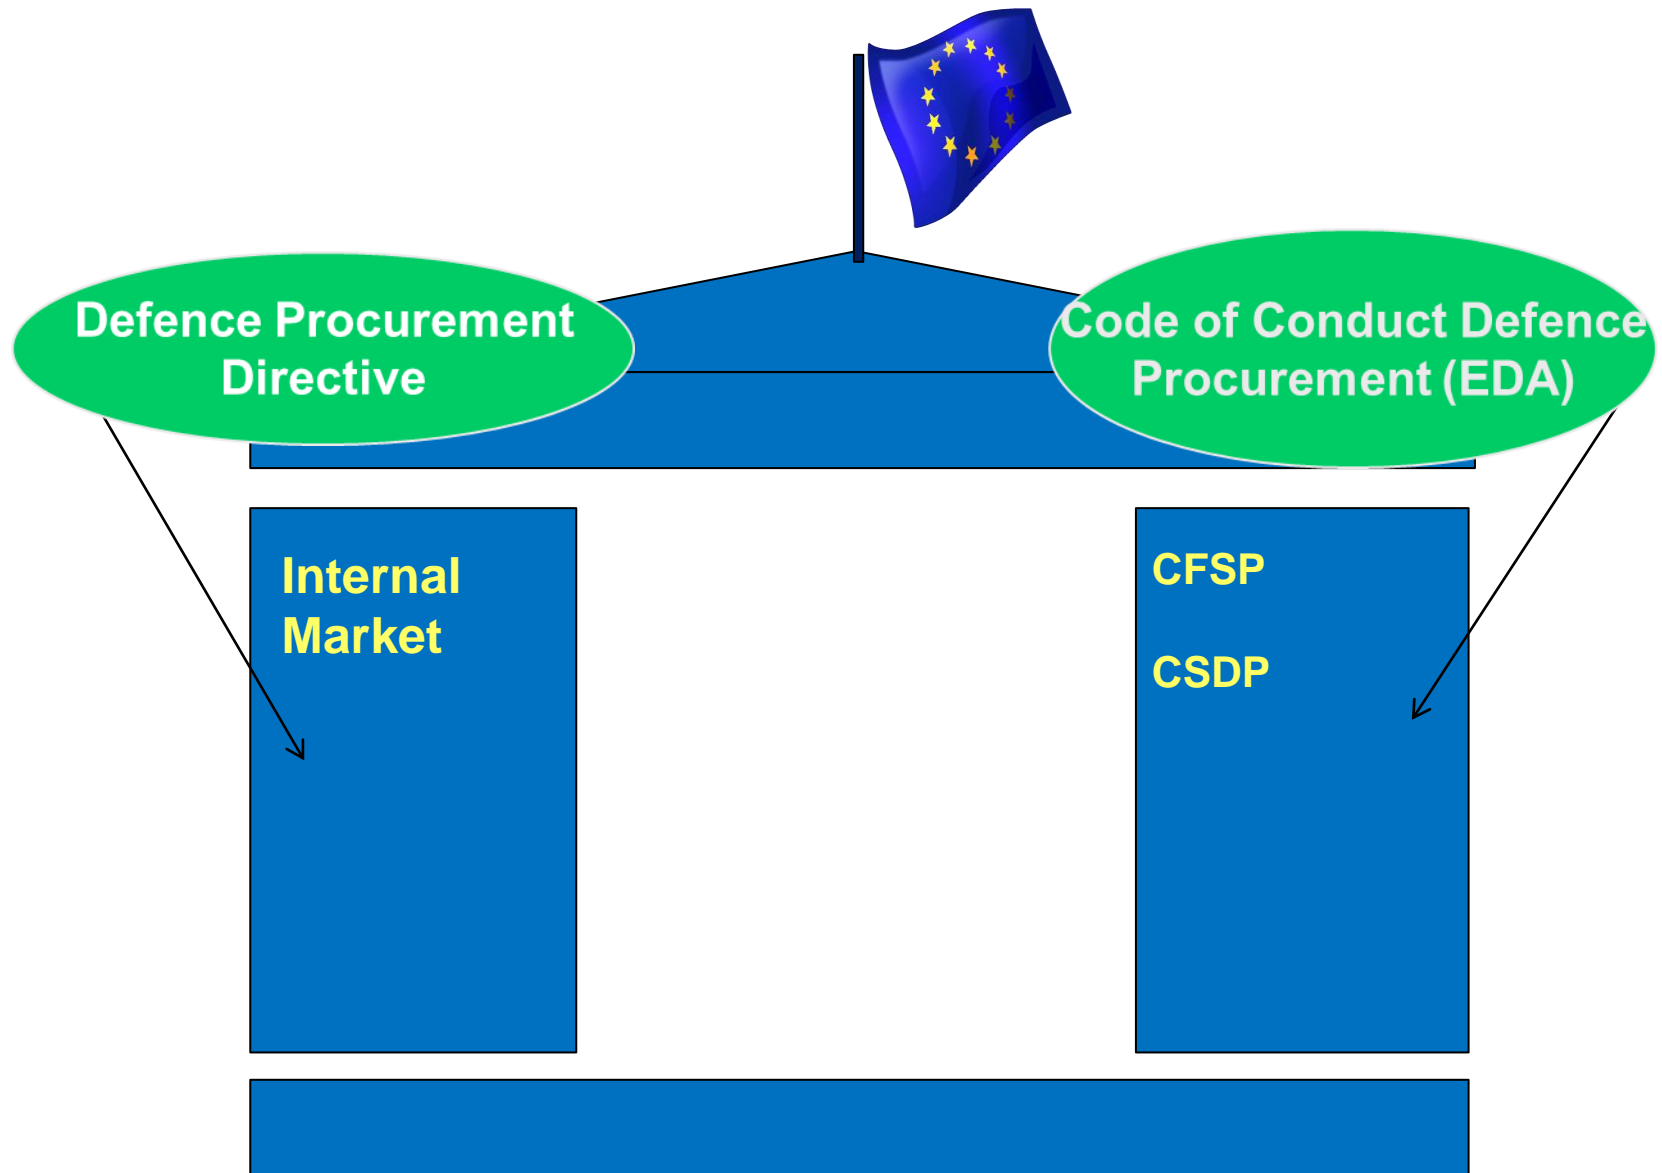 Defence Procurement
Directive
Code of Conduct Defence
Procurement (EDA)
Internal
Market
CFSP
CSDP